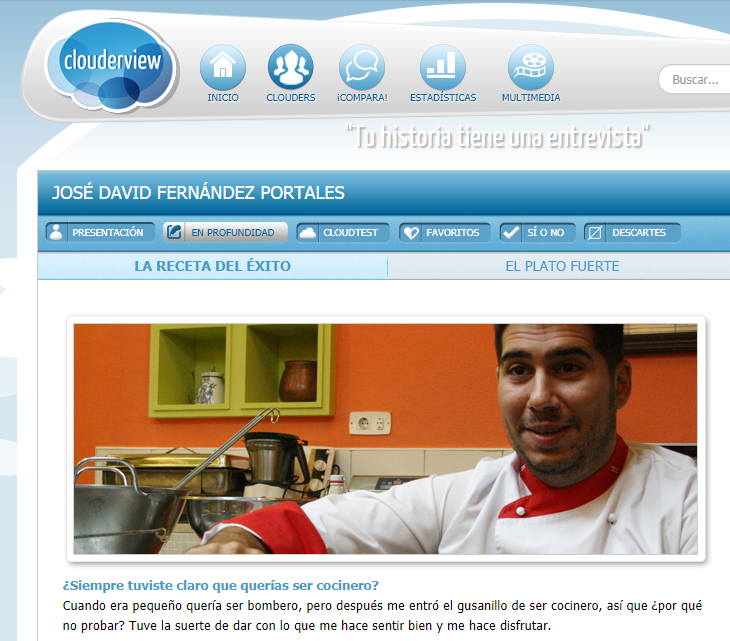 clouderview
INICIO
CLOUDERS
¡COMPARA!
ESTADÍSTICAS
MULTIMEDIA
Buscar...
"Tu historia tiene una entrevista"
JOSÉ DAVID FERNÁNDEZ PORTALES
PRESENTACIÓN
EN PROFUNDIDAD
CLOUDTEST
FAVORITOS
SÍ O NO
DESCARTES
LA RECETA DEL ÉXITO
EL PLATO FUERTE
¿Siempre tuviste claro que querías ser cocinero?
Cuando era pequeño quería ser bombero, pero después me entró el gusanillo de ser cocinero, así que ¿por qué
no probar? Tuve la suerte de dar con lo que me hace sentir bien y me hace disfrutar.